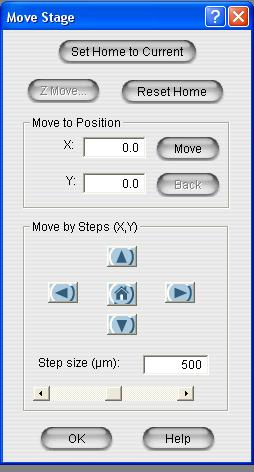 Move Stage
Set Home to Current
Z Move...
Reset Home
Move to Position
X: 0.0 Move
Y: 0.0 Back
Move by Steps (X,Y)
Step size (µm): 500
OK Help